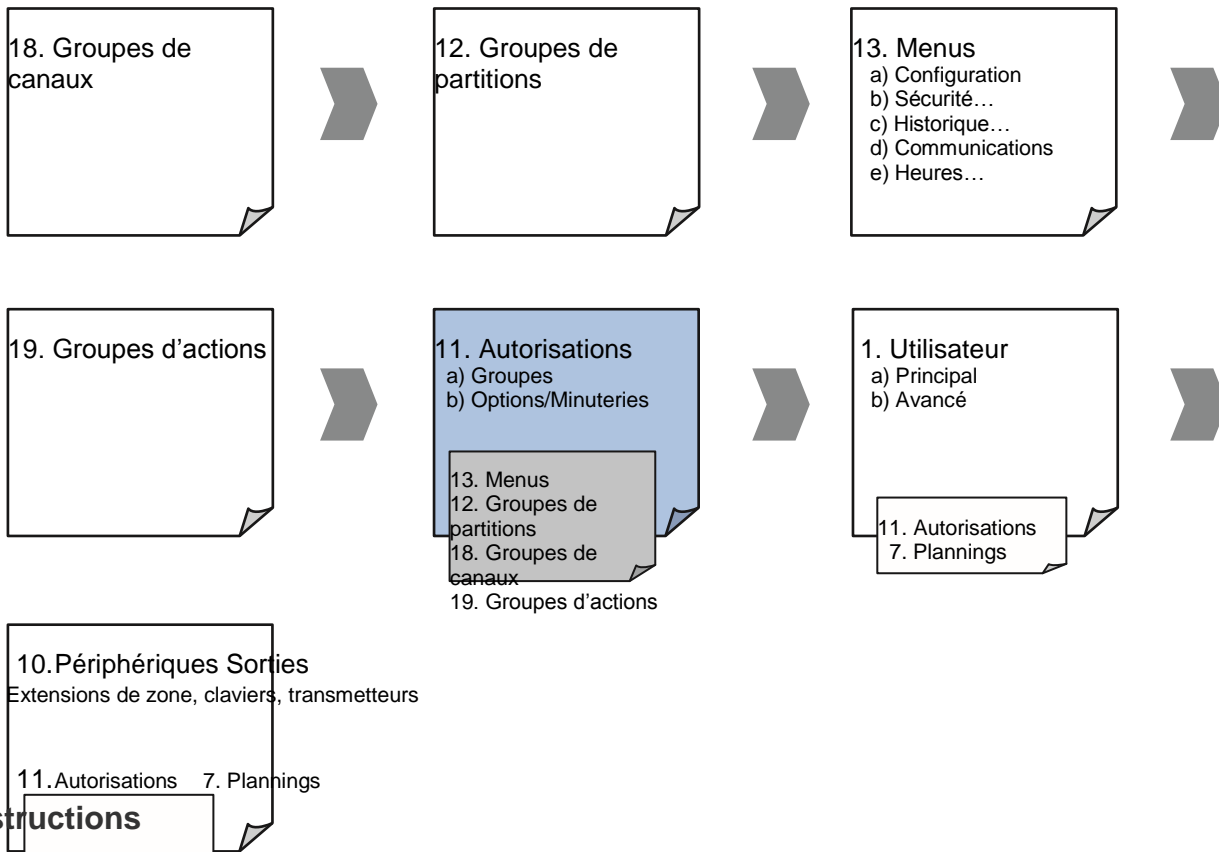 18. Groupes de
canaux
12. Groupes de
partitions
13. Menus
a) Configuration
b) Sécurité…
c) Historique…
d) Communications
e) Heures…
19. Groupes d’actions
11. Autorisations
a) Groupes
b) Options/Minuteries
13. Menus
12. Groupes de
partitions
18. Groupes de
canaux
19. Groupes d’actions
1. Utilisateur
a) Principal
b) Avancé
11. Autorisations
7. Plannings
10.Périphériques Sorties
Extensions de zone, claviers, transmetteurs
11.Autorisations 7. Plannings
structions